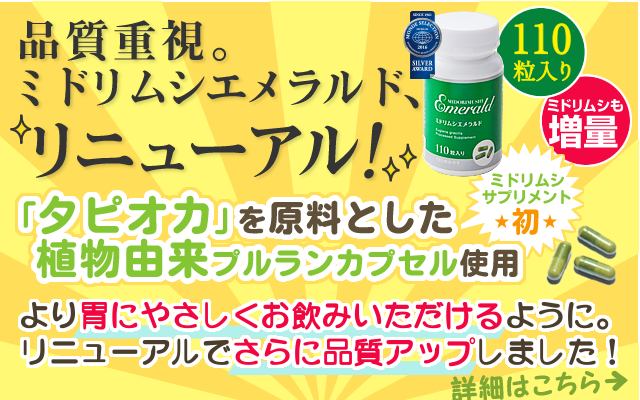 品質重視。
ミドリムシエメラルド、
リニューアル!
MONDE SELECTION
2016
SILVER
AWARD
MIDORIMUSHI
Emerald
ミドリムシエメラルド
110粒入り
110
粒入り
ミドリムシも
増量
ミドリムシ
サプリメント
★初★
「タピオカ」を原料とした
植物由来プルランカプセル使用
より胃にやさしくお飲みいただけるように。
リニューアルでさらに品質アップしました!
詳細はこちら→